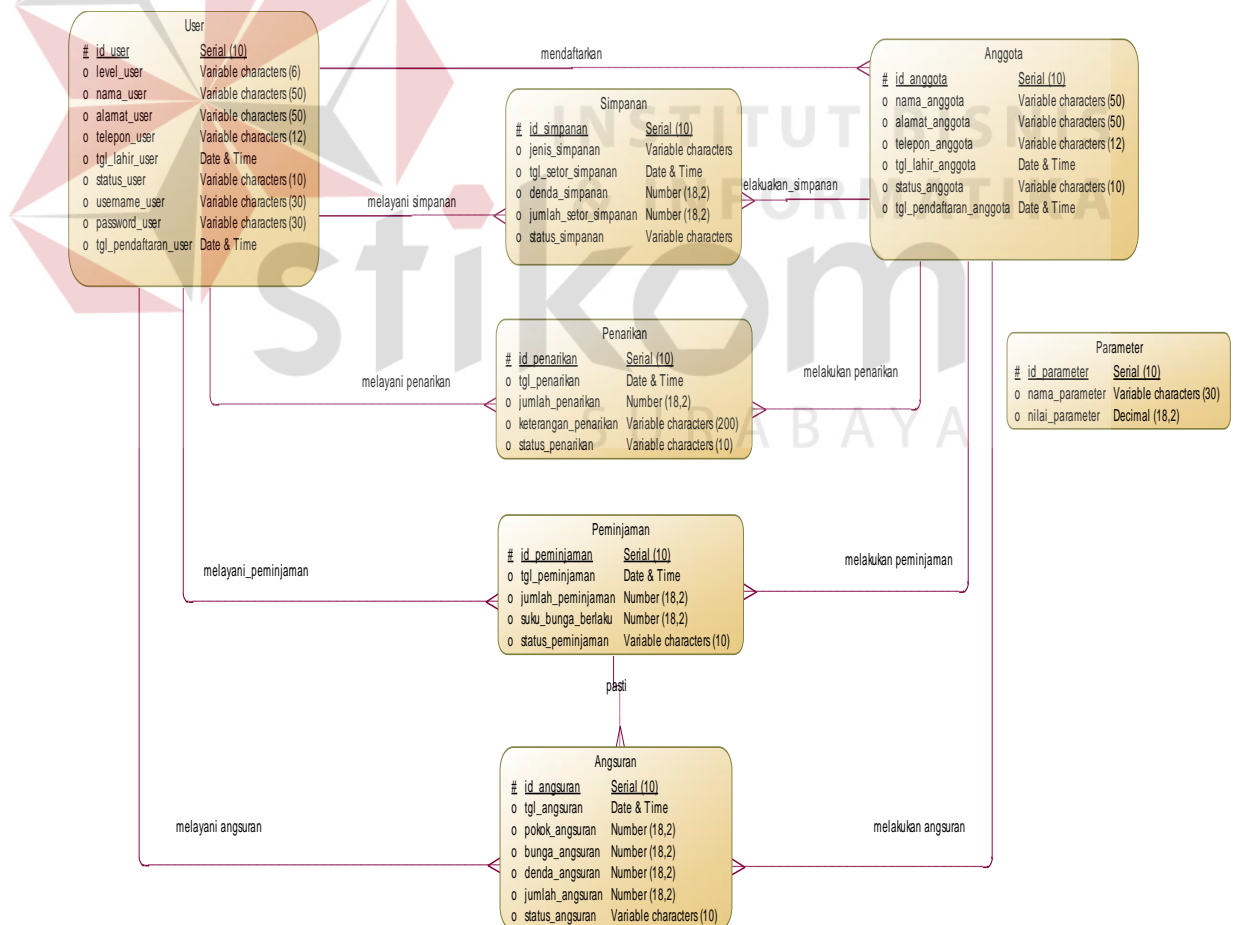 User
# id_user Serial (10)
o level_user Variable characters (6)
o nama_user Variable characters (50)
o alamat_user Variable characters (50)
o telepon_user Variable characters (12)
o tgl_lahir_user Date & Time
o status_user Variable characters (10)
o username_user Variable characters (30)
o password_user Variable characters (30)
o tgl_pendaftaran_user Date & Time
mendaftarkan
Anggota
# id_anggota Serial (10)
o nama_anggota Variable characters (50)
o alamat_anggota Variable characters (50)
o telepon_anggota Variable characters (12)
o tgl_lahir_anggota Date & Time
o status_anggota Variable characters (10)
o tgl_pendaftaran_anggota Date & Time
Simpanan
# id_simpanan Serial (10)
o jenis_simpanan Variable characters
o tgl_setor_simpanan Date & Time
o denda_simpanan Number (18,2)
o jumlah_setor_simpanan Number (18,2)
o status_simpanan Variable characters
melayani simpanan
elakuakan_simpanan
INSTITUT BISNIS
& INFORMATIKA
stikom
SURABAYA
Penarikan
# id_penarikan Serial (10)
o tgl_penarikan Date & Time
o jumlah_penarikan Number (18,2)
o keterangan_penarikan Variable characters (200)
o status_penarikan Variable characters (10)
melayani penarikan
melakukan penarikan
Parameter
# id_parameter Serial (10)
o nama_parameter Variable characters (30)
o nilai_parameter Decimal (18,2)
Peminjaman
# id_peminjaman Serial (10)
o tgl_peminjaman Date & Time
o jumlah_peminjaman Number (18,2)
o suku_bunga_berlaku Number (18,2)
o status_peminjaman Variable characters (10)
melayani_peminjaman
melakukan peminjaman
pasti
Angsuran
# id_angsuran Serial (10)
o tgl_angsuran Date & Time
o pokok_angsuran Number (18,2)
o bunga_angsuran Number (18,2)
o denda_angsuran Number (18,2)
o jumlah_angsuran Number (18,2)
o status_angsuran Variable characters (10)
melayani angsuran
melakukan angsuran